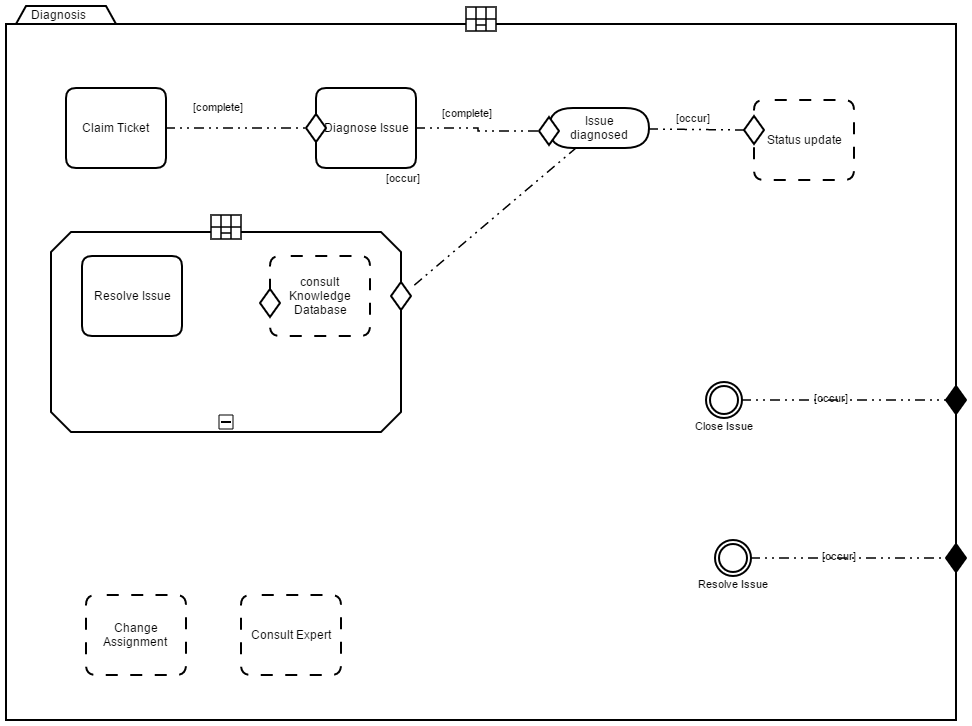 Diagnosis
[complete]
Claim Ticket
Diagnose Issue
[complete]
Issue
diagnosed
[occur]
Status update
[occur]
Resolve Issue
consult
Knowledge
Database
[occur]
Close Issue
[occur]
Resolve Issue
Change
Assignment
Consult Expert